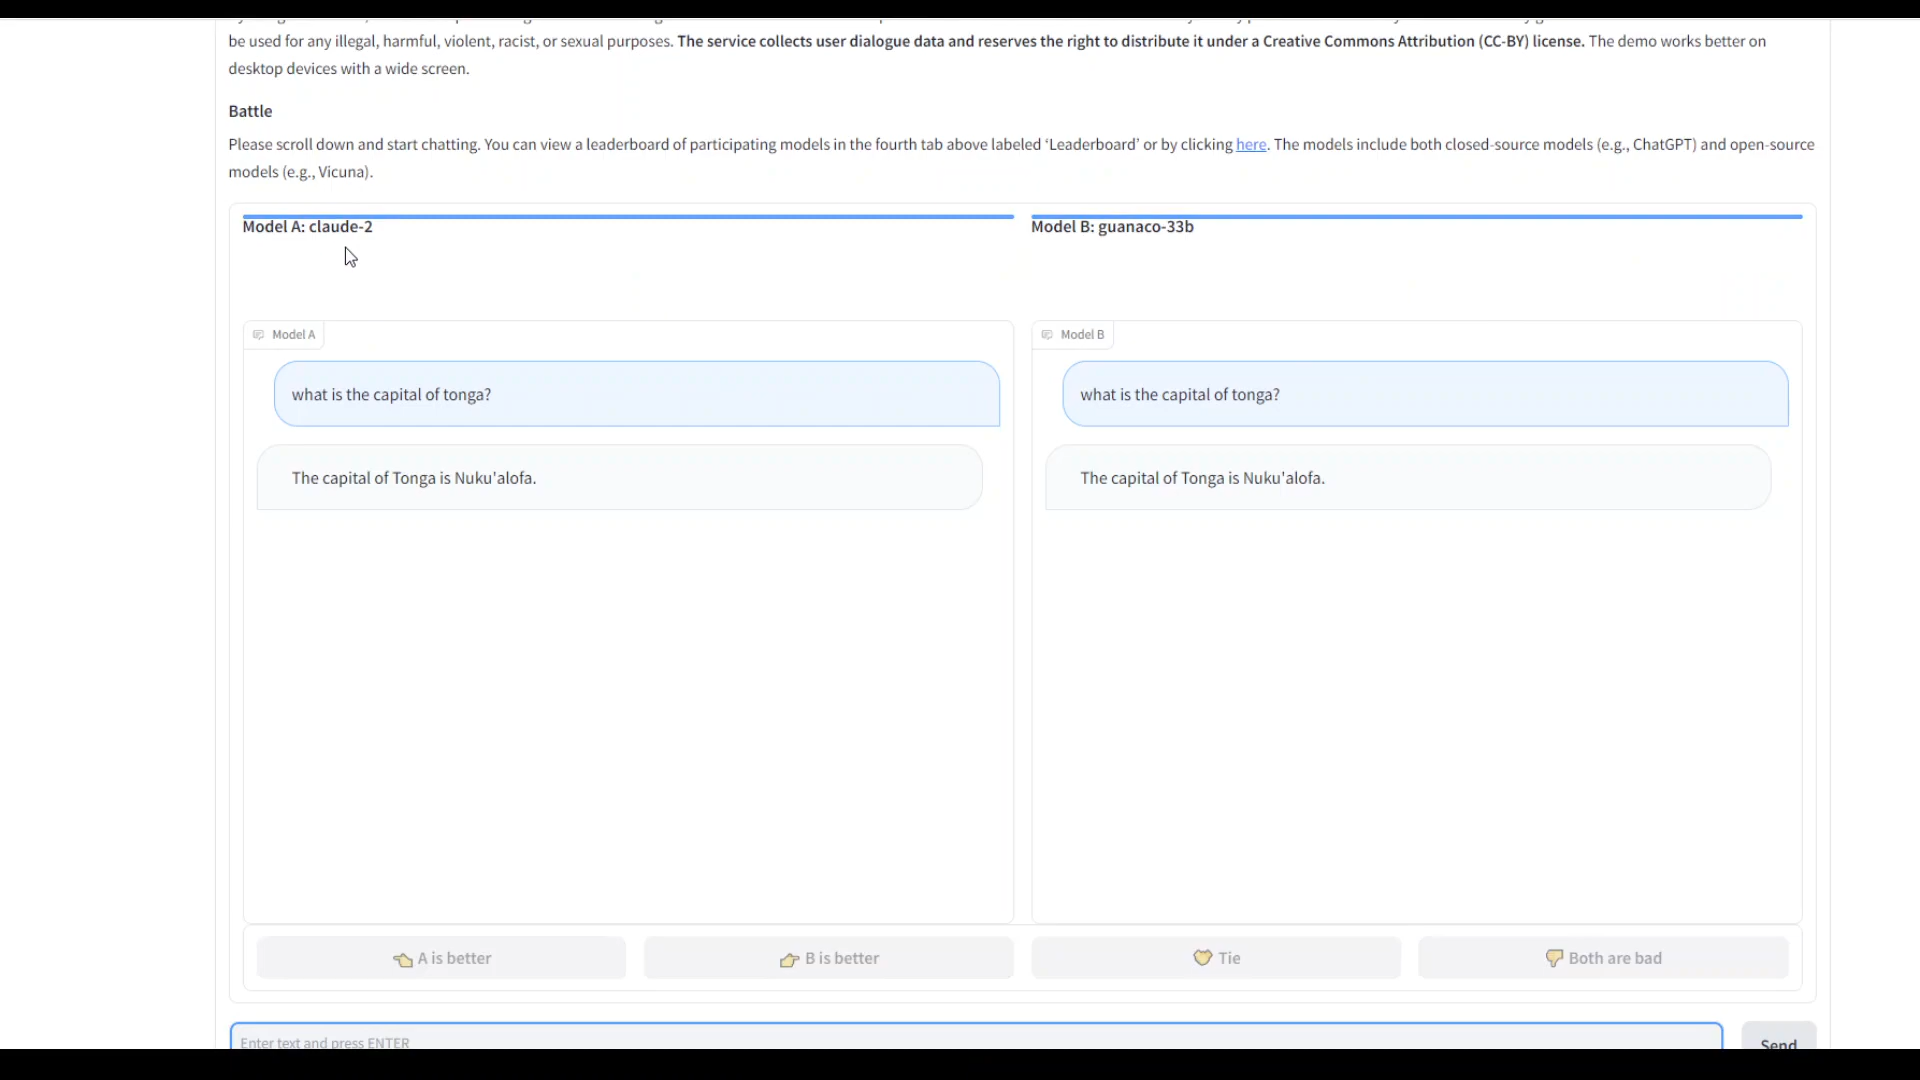 be used for any illegal, harmful, violent, racist, or sexual purposes. The service collects user dialogue data and reserves the right to distribute it under a Creative Commons Attribution (CC-BY) license. The demo works better on
desktop devices with a wide screen.
Battle
Please scroll down and start chatting. You can view a leaderboard of participating models in the fourth tab above labeled ‘Leaderboard’ or by clicking here. The models include both closed-source models (e.g., ChatGPT) and open-source
models (e.g., Vicuna).
Model A: claude-2
Model B: guanaco-33b
Model A
Model B
what is the capital of tonga?
what is the capital of tonga?
The capital of Tonga is Nuku'alofa.
The capital of Tonga is Nuku'alofa.
A is better
B is better
Tie
Both are bad
Enter text and press ENTER
Send